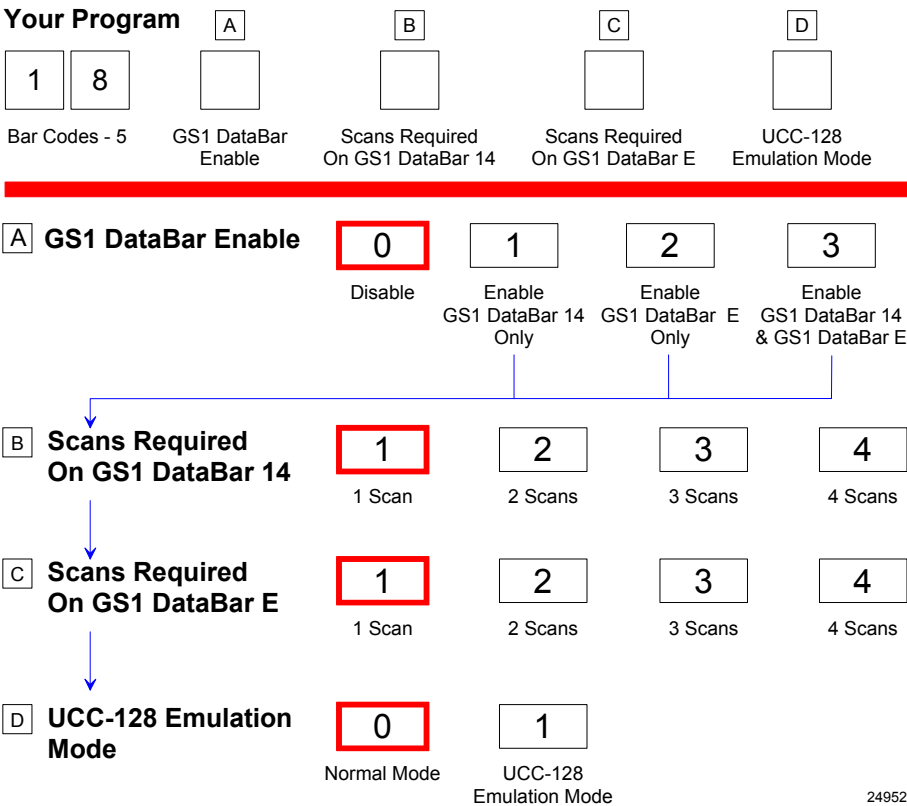 Your Program A B C D
1 8
Bar Codes - 5 GS1 DataBar Enable Scans Required On GS1 DataBar 14 Scans Required On GS1 DataBar E UCC-128 Emulation Mode
A GS1 DataBar Enable 0 1 2 3
Disable Enable GS1 DataBar 14 Only Enable GS1 DataBar E Only Enable GS1 DataBar 14 & GS1 DataBar E
B Scans Required On GS1 DataBar 14 1 2 3 4
1 Scan 2 Scans 3 Scans 4 Scans
C Scans Required On GS1 DataBar E 1 2 3 4
1 Scan 2 Scans 3 Scans 4 Scans
D UCC-128 Emulation Mode 0 1
Normal Mode UCC-128 Emulation Mode
24952